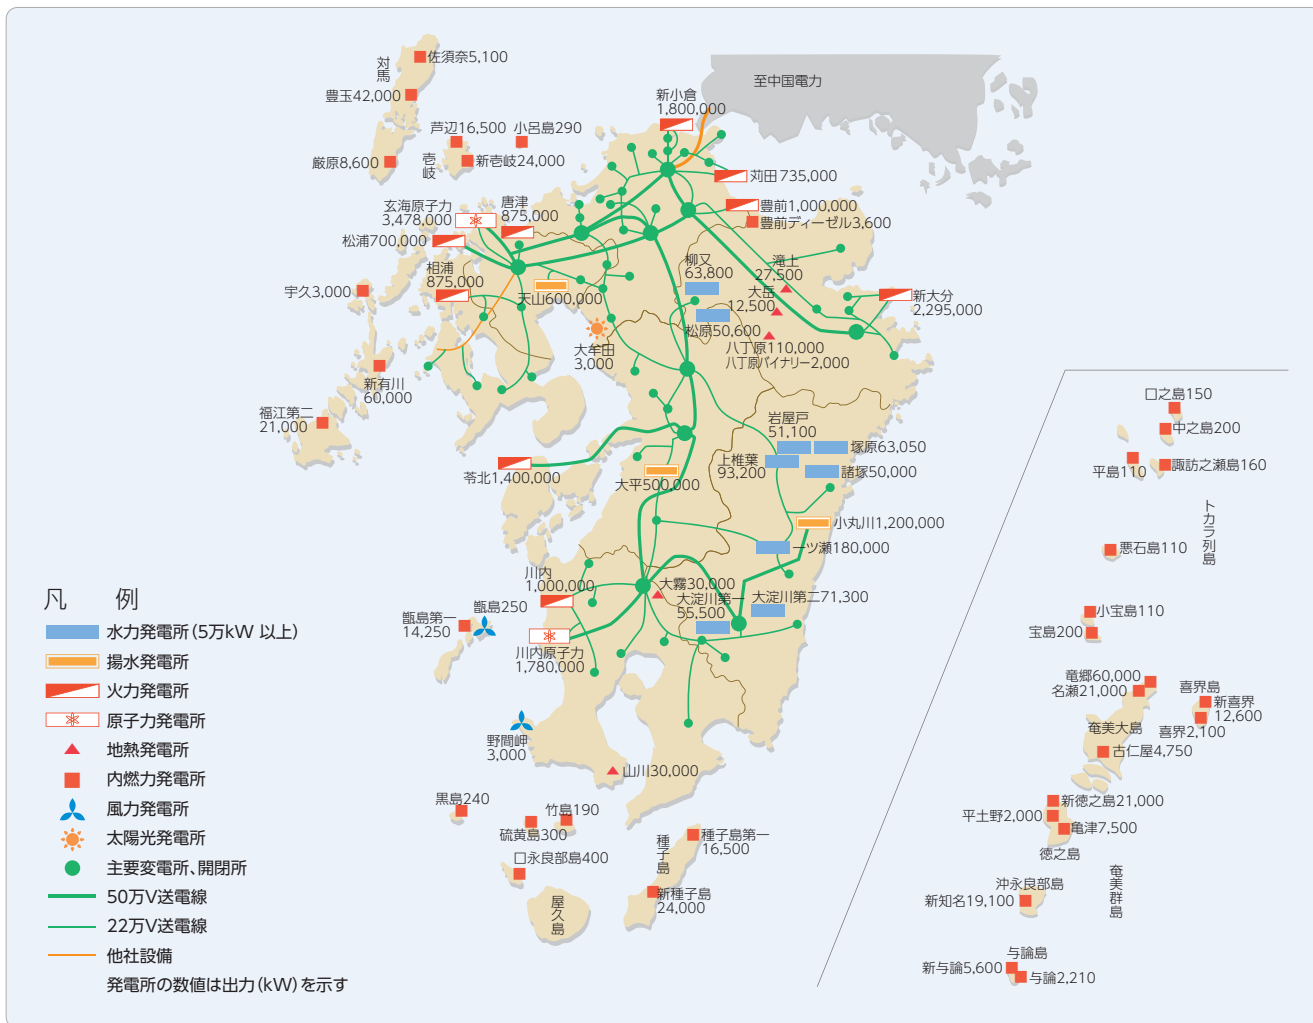 至中国電力
対馬
佐須奈5,100
豊玉42,000
厳原8,600
芦辺16,500
小呂島290
壱岐
新壱岐24,000
新小倉
1,800,000
苅田735,000
豊前1,000,000
豊前ディーゼル3,600
玄海原子力
3,478,000
唐津
875,000
松浦700,000
相浦
875,000
天山600,000
宇久3,000
新有川
60,000
福江第二
21,000
大牟田
3,000
柳又
63,800
松原50,600
滝上
27,500
大岳
12,500
八丁原110,000
八丁原バイナリー2,000
新大分
2,295,000
岩屋戸
51,100
塚原63,050
上椎葉
93,200
諸塚50,000
苓北1,400,000
大平500,000
小丸川1,200,000
一ツ瀬180,000
川内
1,000,000
大霧30,000
大淀川第一
55,500
大淀川第二71,300
川内原子力
1,780,000
甑島第一
14,250
甑島250
野間岬
3,000
山川30,000
黒島240
硫黄島300
竹島190
口永良部島400
屋久島
種子島
種子島第一
16,500
新種子島
24,000
口之島150
中之島200
平島110
諏訪之瀬島160
トカラ列島
悪石島110
小宝島110
宝島200
竜郷60,000
名瀬21,000
喜界島
新喜界
12,600
喜界2,100
奄美大島
古仁屋4,750
新徳之島21,000
平土野2,000
亀津7,500
徳之島
奄美群島
沖永良部島
新知名19,100
与論島
新与論5,600
与論2,210
凡 例
水力発電所(5万kW 以上)
揚水発電所
火力発電所
原子力発電所
地熱発電所
内燃力発電所
風力発電所
太陽光発電所
主要変電所、開閉所
50万V送電線
22万V送電線
他社設備
発電所の数値は出力(kW)を示す